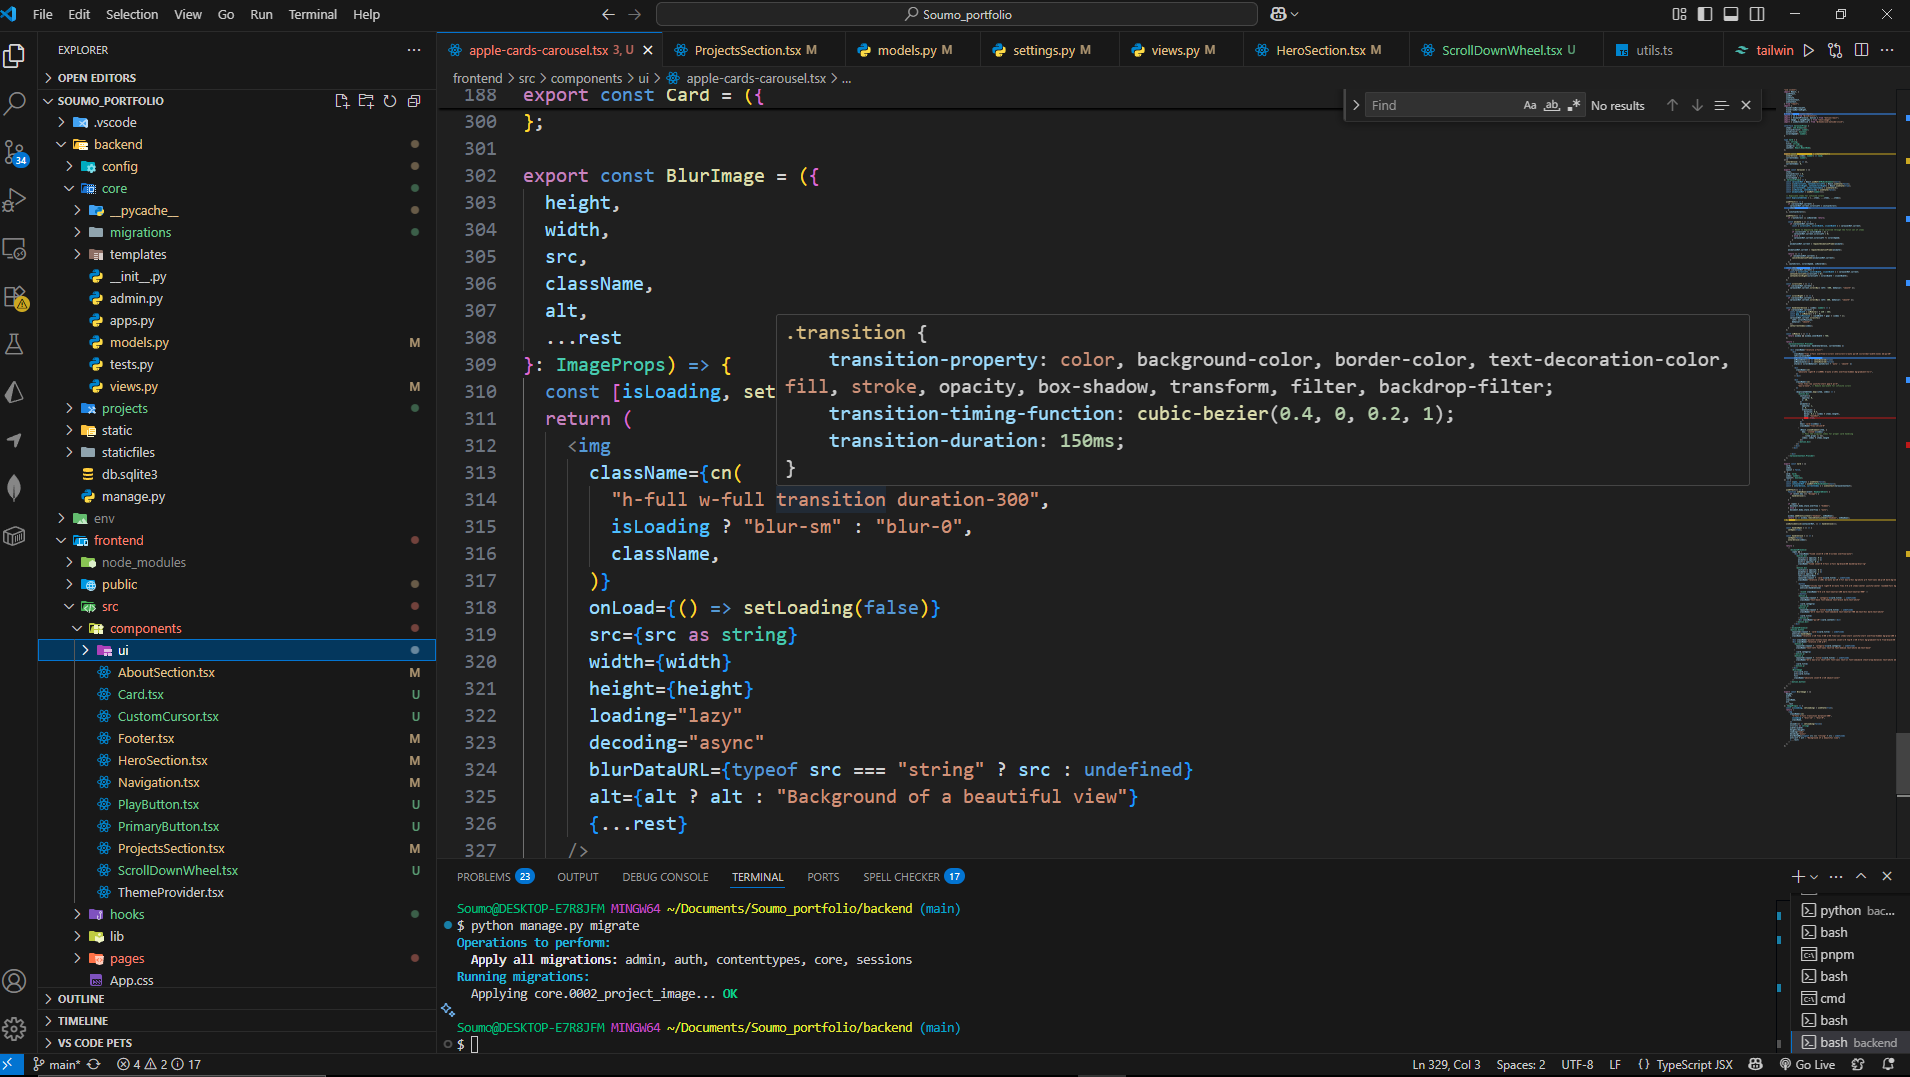 File Edit Selection View Go Run Terminal Help
Soumo_portfolio
EXPLORER
OPEN EDITORS
SOUMO_PORTFOLIO
.vscode
backend
config
core
__pycache__
migrations
templates
__init__.py
admin.py
apps.py
models.py M
tests.py
views.py M
projects
static
staticfiles
db.sqlite3
manage.py
env
frontend
node_modules
public
src
components
ui
AboutSection.tsx M
Card.tsx U
CustomCursor.tsx U
Footer.tsx M
HeroSection.tsx M
Navigation.tsx M
PlayButton.tsx U
PrimaryButton.tsx U
ProjectsSection.tsx M
ScrollDownWheel.tsx U
ThemeProvider.tsx
hooks
lib
pages
App.css
OUTLINE
TIMELINE
VS CODE PETS
34
apple-cards-carousel.tsx 3, U
ProjectsSection.tsx M
models.py M
settings.py M
views.py M
HeroSection.tsx M
ScrollDownWheel.tsx U
utils.ts
tailwin
frontend > src > components > ui > apple-cards-carousel.tsx > ...
Find Aa ab No results
188 export const Card = ({
300 };
301
302 export const BlurImage = ({
303 height,
304 width,
305 src,
306 className,
307 alt,
308 ...rest
309 }: ImageProps) => {
310 const [isLoading, set
311 return (
312 <img
313 className={cn(
314 "h-full w-full transition duration-300",
315 isLoading ? "blur-sm" : "blur-0",
316 className,
317 )}
318 onLoad={() => setLoading(false)}
319 src={src as string}
320 width={width}
321 height={height}
322 loading="lazy"
323 decoding="async"
324 blurDataURL={typeof src === "string" ? src : undefined}
325 alt={alt ? alt : "Background of a beautiful view"}
326 {...rest}
327 />
.transition {
transition-property: color, background-color, border-color, text-decoration-color,
fill, stroke, opacity, box-shadow, transform, filter, backdrop-filter;
transition-timing-function: cubic-bezier(0.4, 0, 0.2, 1);
transition-duration: 150ms;
}
PROBLEMS 23 OUTPUT DEBUG CONSOLE TERMINAL PORTS SPELL CHECKER 17
Soumo@DESKTOP-E7R8JFM MINGW64 ~/Documents/Soumo_portfolio/backend (main)
$ python manage.py migrate
Operations to perform:
Apply all migrations: admin, auth, contenttypes, core, sessions
Running migrations:
Applying core.0002_project_image... OK
Soumo@DESKTOP-E7R8JFM MINGW64 ~/Documents/Soumo_portfolio/backend (main)
$
python bac...
bash
pnpm
bash
cmd
bash
bash backend
main* 4 2 17
Ln 329, Col 3 Spaces: 2 UTF-8 LF {} TypeScript JSX Go Live